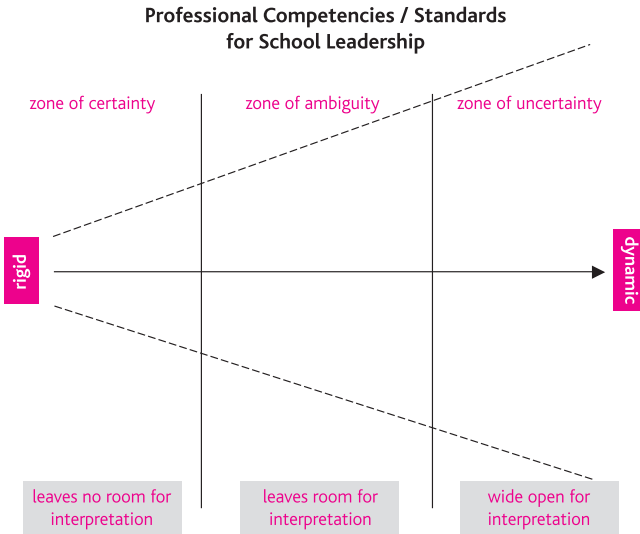 Professional Competencies / Standards
for School Leadership
zone of certainty
zone of ambiguity
zone of uncertainty
rigid
dynamic
leaves no room for
interpretation
leaves room for
interpretation
wide open for
interpretation